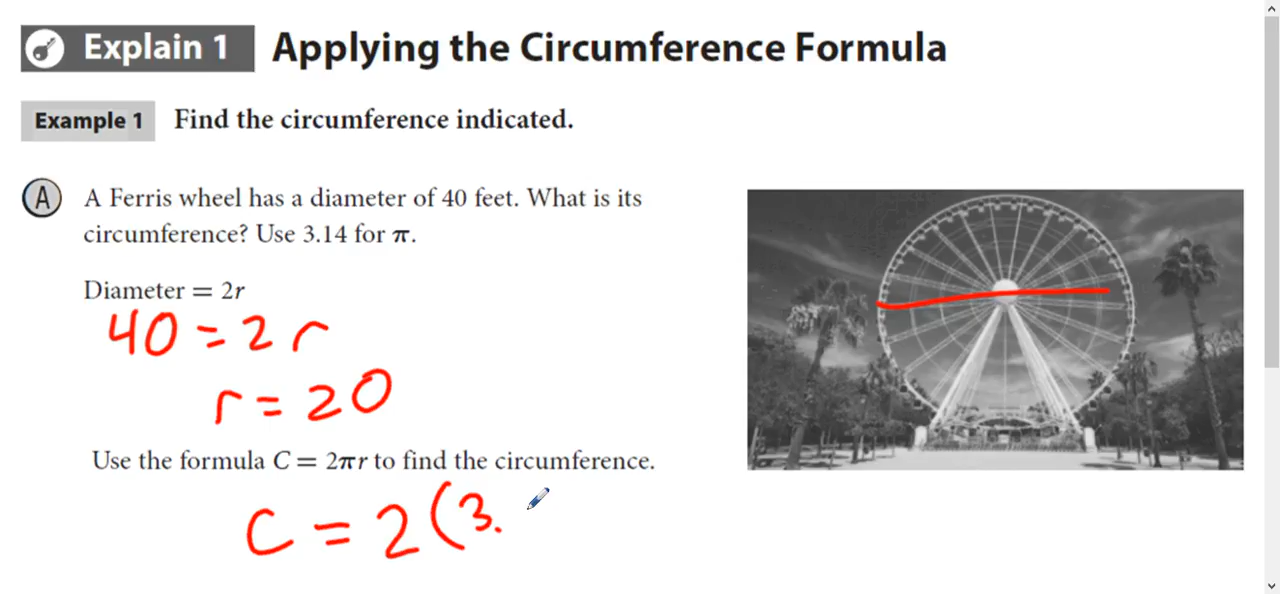 Explain 1 Applying the Circumference Formula
Example 1 Find the circumference indicated.
A A Ferris wheel has a diameter of 40 feet. What is its
circumference? Use 3.14 for π.
Diameter = 2r
40 = 2 r
r = 20
Use the formula C = 2πr to find the circumference.
C = 2 (3.